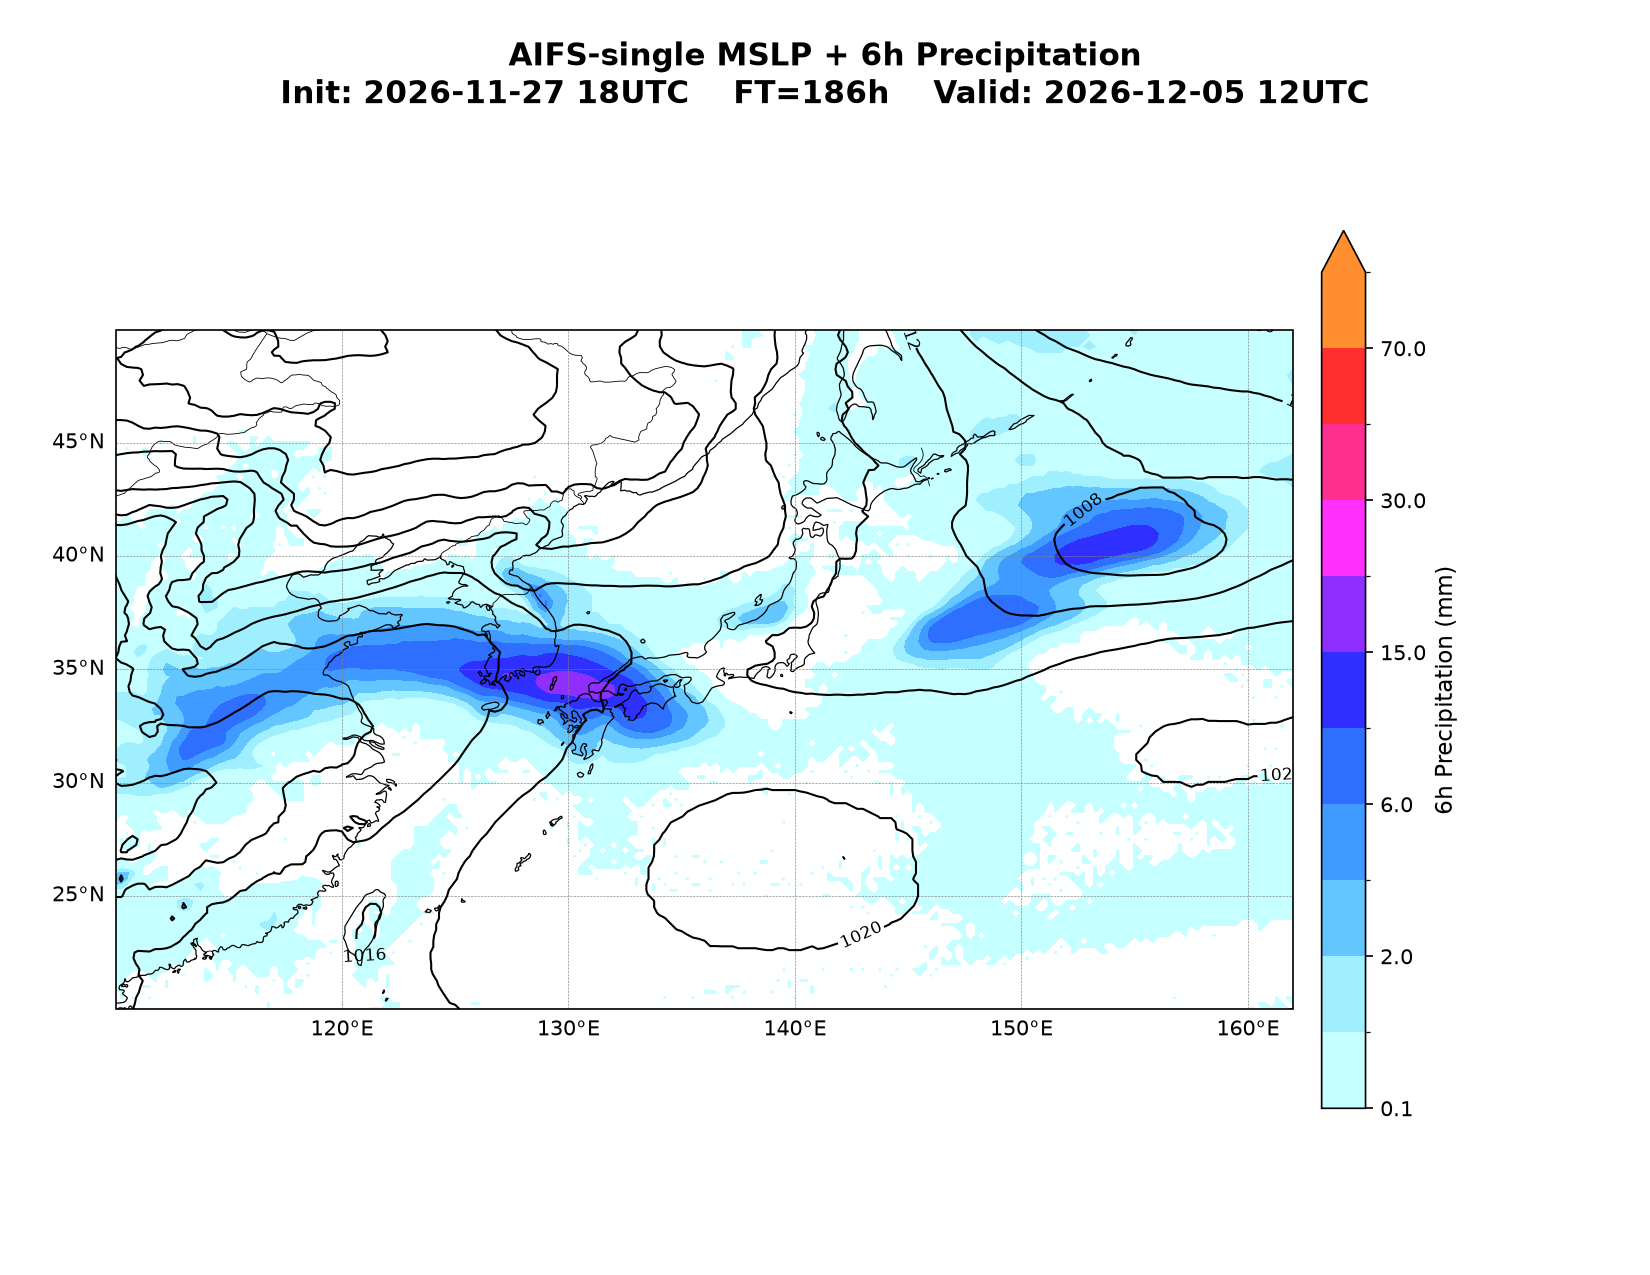 AIFS-single MSLP + 6h Precipitation
Init: 2026-11-27 18UTC    FT=186h    Valid: 2026-12-05 12UTC
45°N
40°N
35°N
30°N
25°N
120°E
130°E
140°E
150°E
160°E
12
1008
102
1020
1016
70.0
30.0
15.0
6.0
2.0
0.1
6h Precipitation (mm)